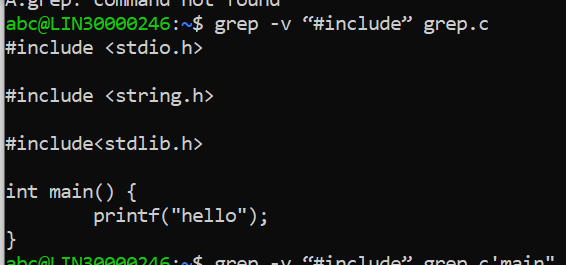 A.grep: command not found
abc@LIN30000246:~$ grep -v “#include” grep.c
#include <stdio.h>
#include <string.h>
#include<stdlib.h>
int main() {
printf("hello");
}
abc@LIN30000246:~$ grep -v “#include” grep.c'main"